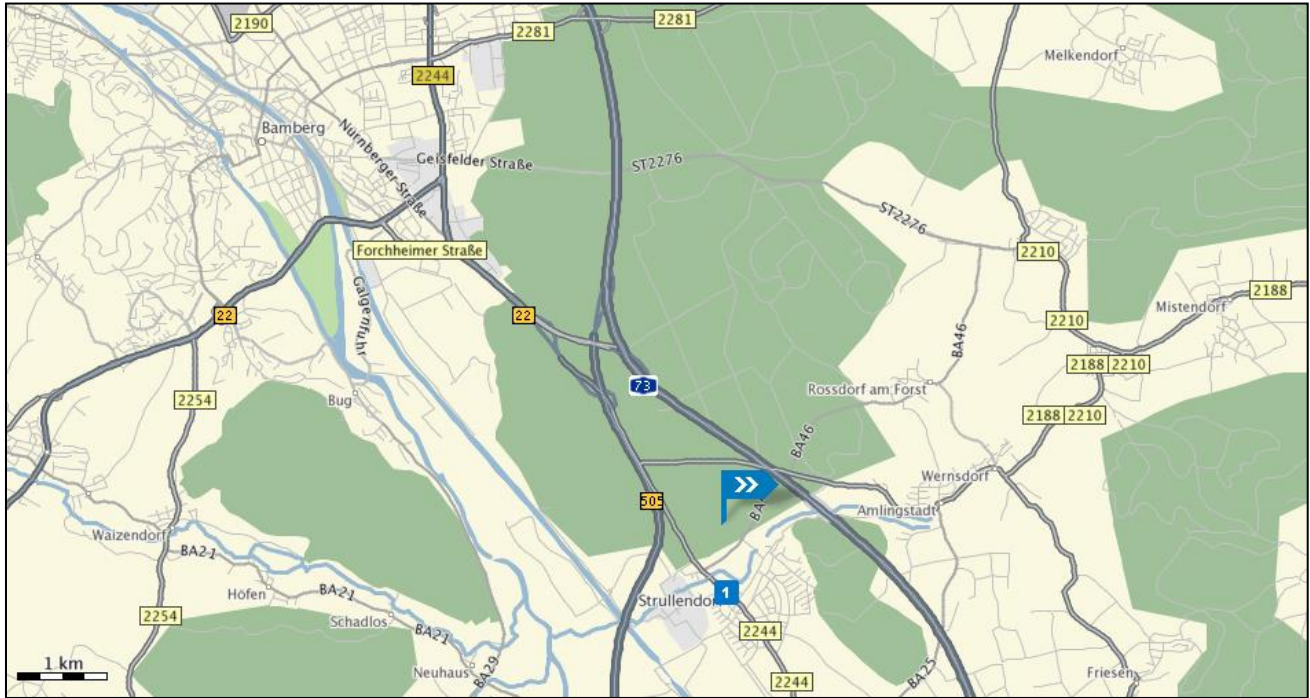 2190
2281
2281
2244
Melkendorf
Bamberg
Nürnberger-Straße
Geisfelder Straße
ST2276
ST2276
2210
Forchheimer Straße
2188
Mistendorf
22
Galgenfuhr
22
2210
BA46
2188 2210
73
Rossdorf am Forst
2254
Bug
2188 2210
BA46
Wernsdorf
505
Amlingstadt
Waizendorf
BA21
Höfen
BA21
1
Strullendorf
2254
Schadlos
BA21
2244
1 km
Neuhaus
BA29
2244
BA25
Friesen